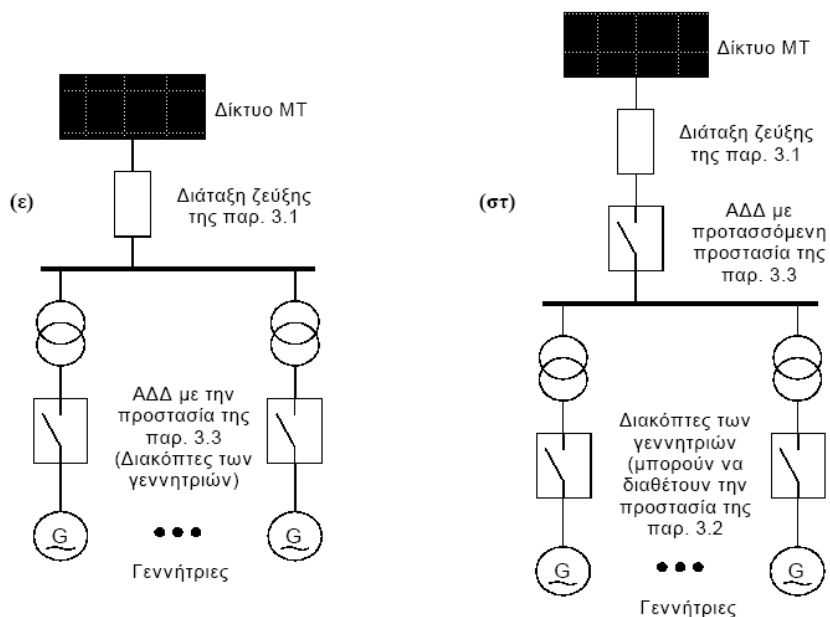 Δίκτυο ΜΤ
Διάταξη ζεύξης
της παρ. 3.1
(ε)
ΑΔΔ με την
προστασία της
παρ. 3.3
(Διακόπτες των
γεννητριών)
G
G
Γεννήτριες
Δίκτυο ΜΤ
Διάταξη ζεύξης
της παρ. 3.1
(στ)
ΑΔΔ με
προτασσόμενη
προστασία της
παρ. 3.3
Διακόπτες των
γεννητριών
(μπορούν να
διαθέτουν την
προστασία της
παρ. 3.2
G
G
Γεννήτριες